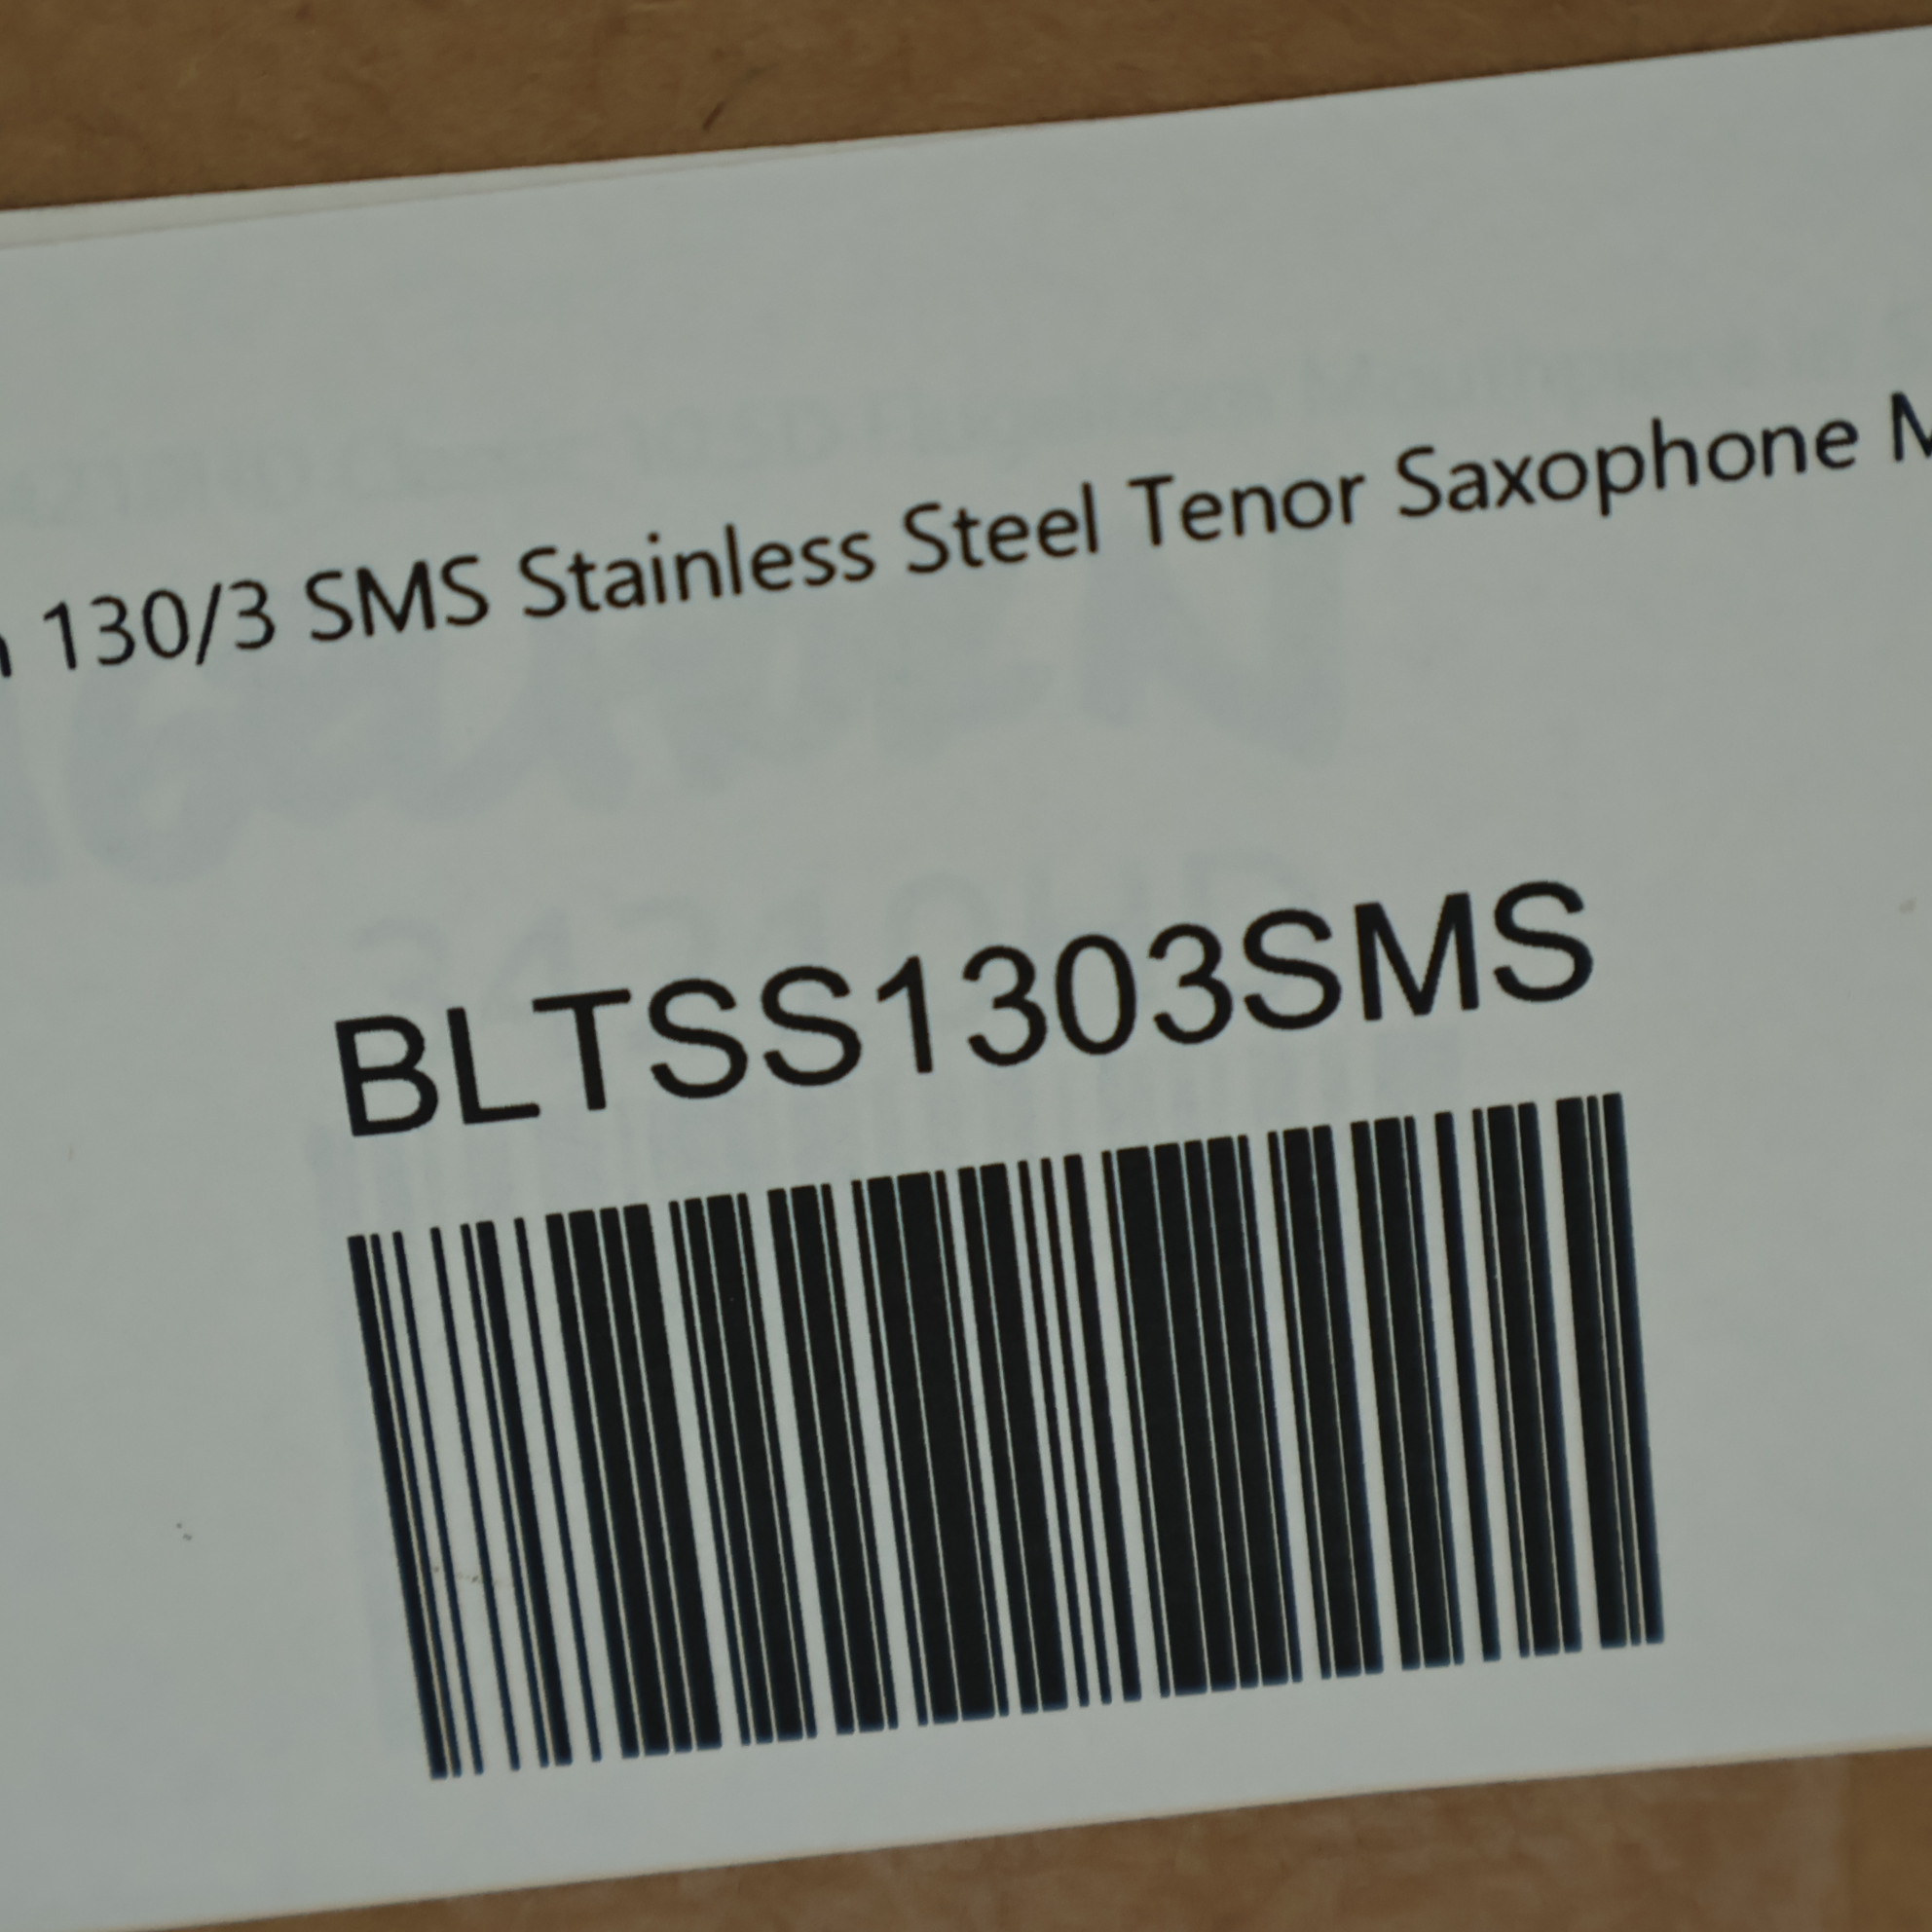 130/3 SMS Stainless Steel Tenor Saxophone M
BLTSS1303SMS